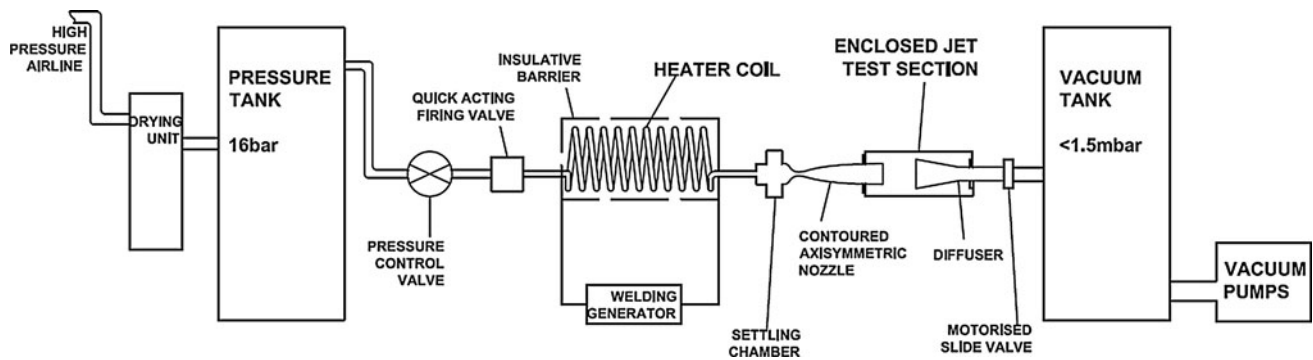 HIGH
PRESSURE
AIRLINE
DRYING
UNIT
PRESSURE
TANK
16bar
PRESSURE
CONTROL
VALVE
QUICK ACTING
FIRING VALVE
INSULATIVE
BARRIER
HEATER COIL
WELDING
GENERATOR
SETTLING
CHAMBER
CONTOURED
AXISYMMETRIC
NOZZLE
ENCLOSED JET
TEST SECTION
DIFFUSER
MOTORISED
SLIDE VALVE
VACUUM
TANK
<1.5mbar
VACUUM
PUMPS